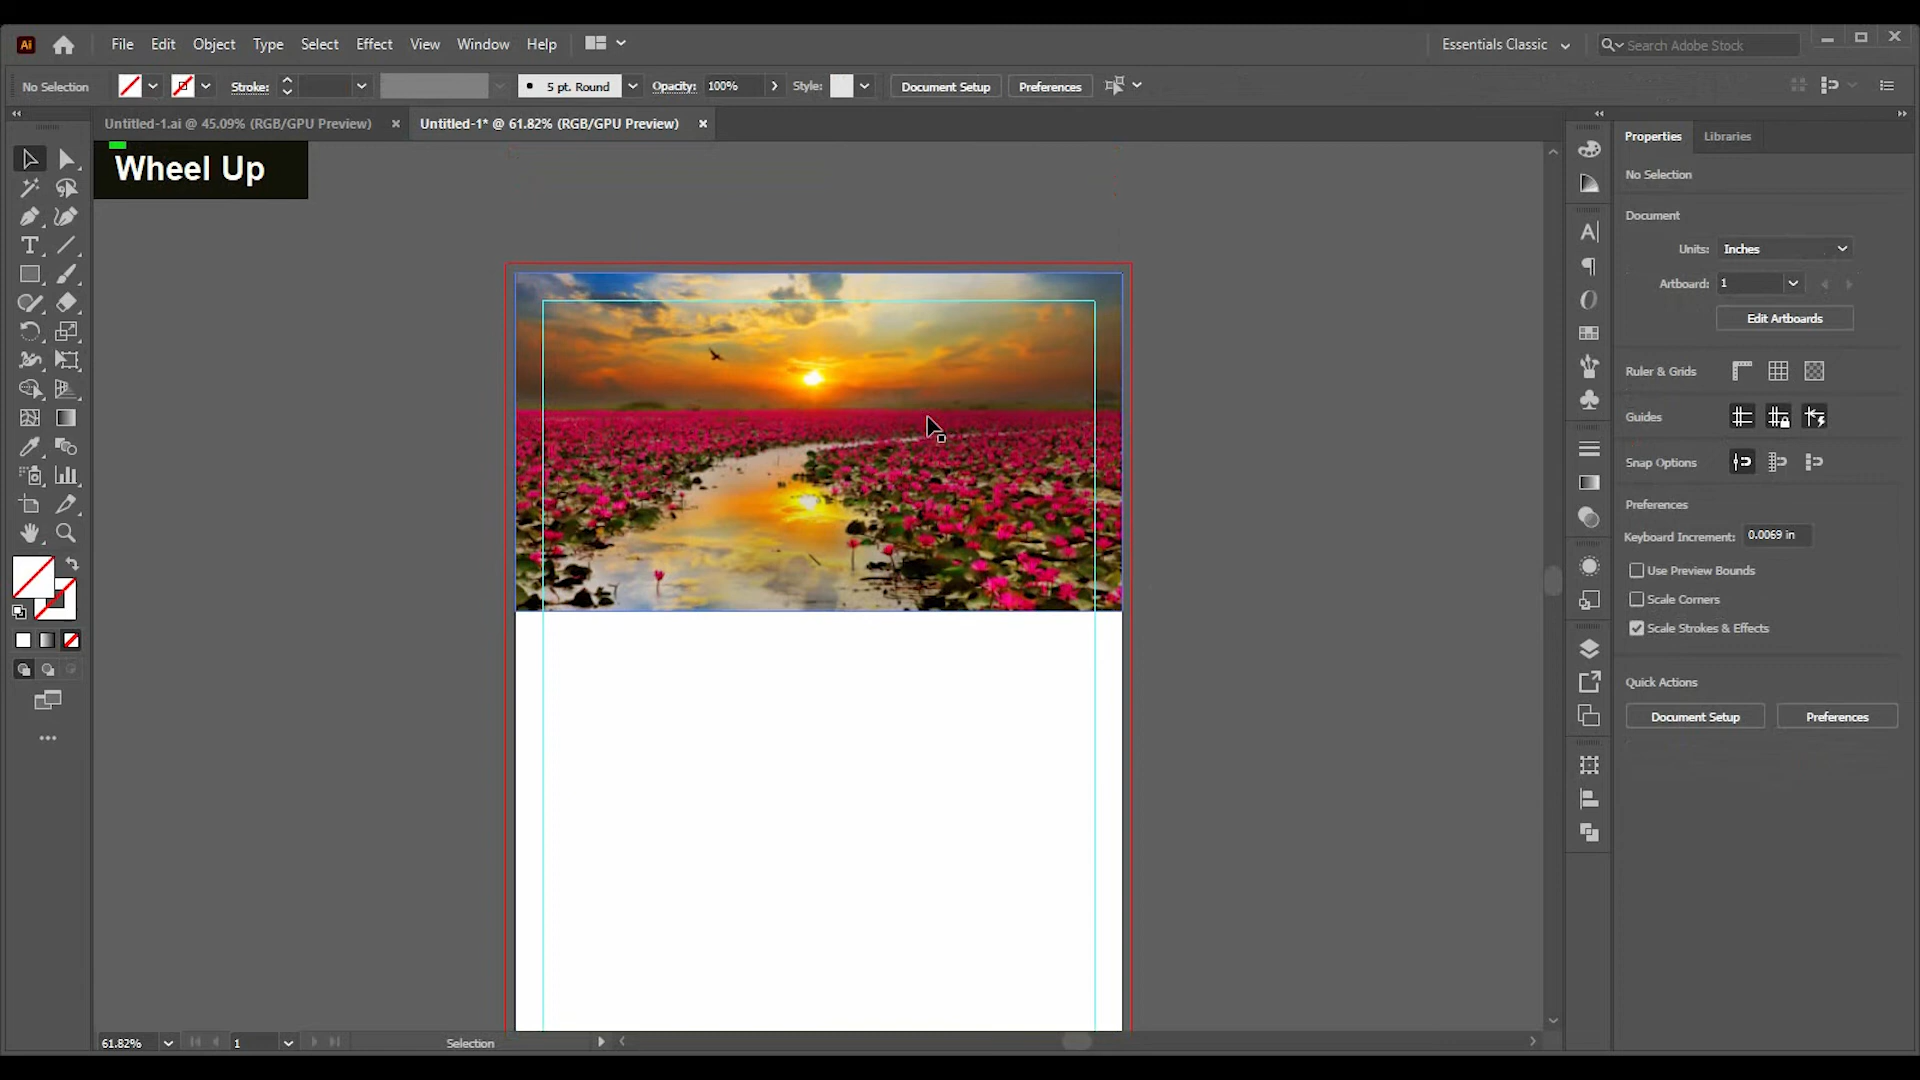 Ai File Edit Object Type Select Effect View Window Help Essentials Classic Search Adobe Stock
No Selection Stroke: 5 pt. Round Opacity: 100% Style: Document Setup Preferences
Untitled-1.ai @ 45.09% (RGB/GPU Preview) Untitled-1* @ 61.82% (RGB/GPU Preview)
Wheel Up
Properties Libraries
No Selection
Document
Units: Inches
Artboard: 1
Edit Artboards
Ruler & Grids
Guides
Snap Options
Preferences
Keyboard Increment: 0.0069 in
Use Preview Bounds
Scale Corners
Scale Strokes & Effects
Quick Actions
Document Setup Preferences
61.82% 1 Selection